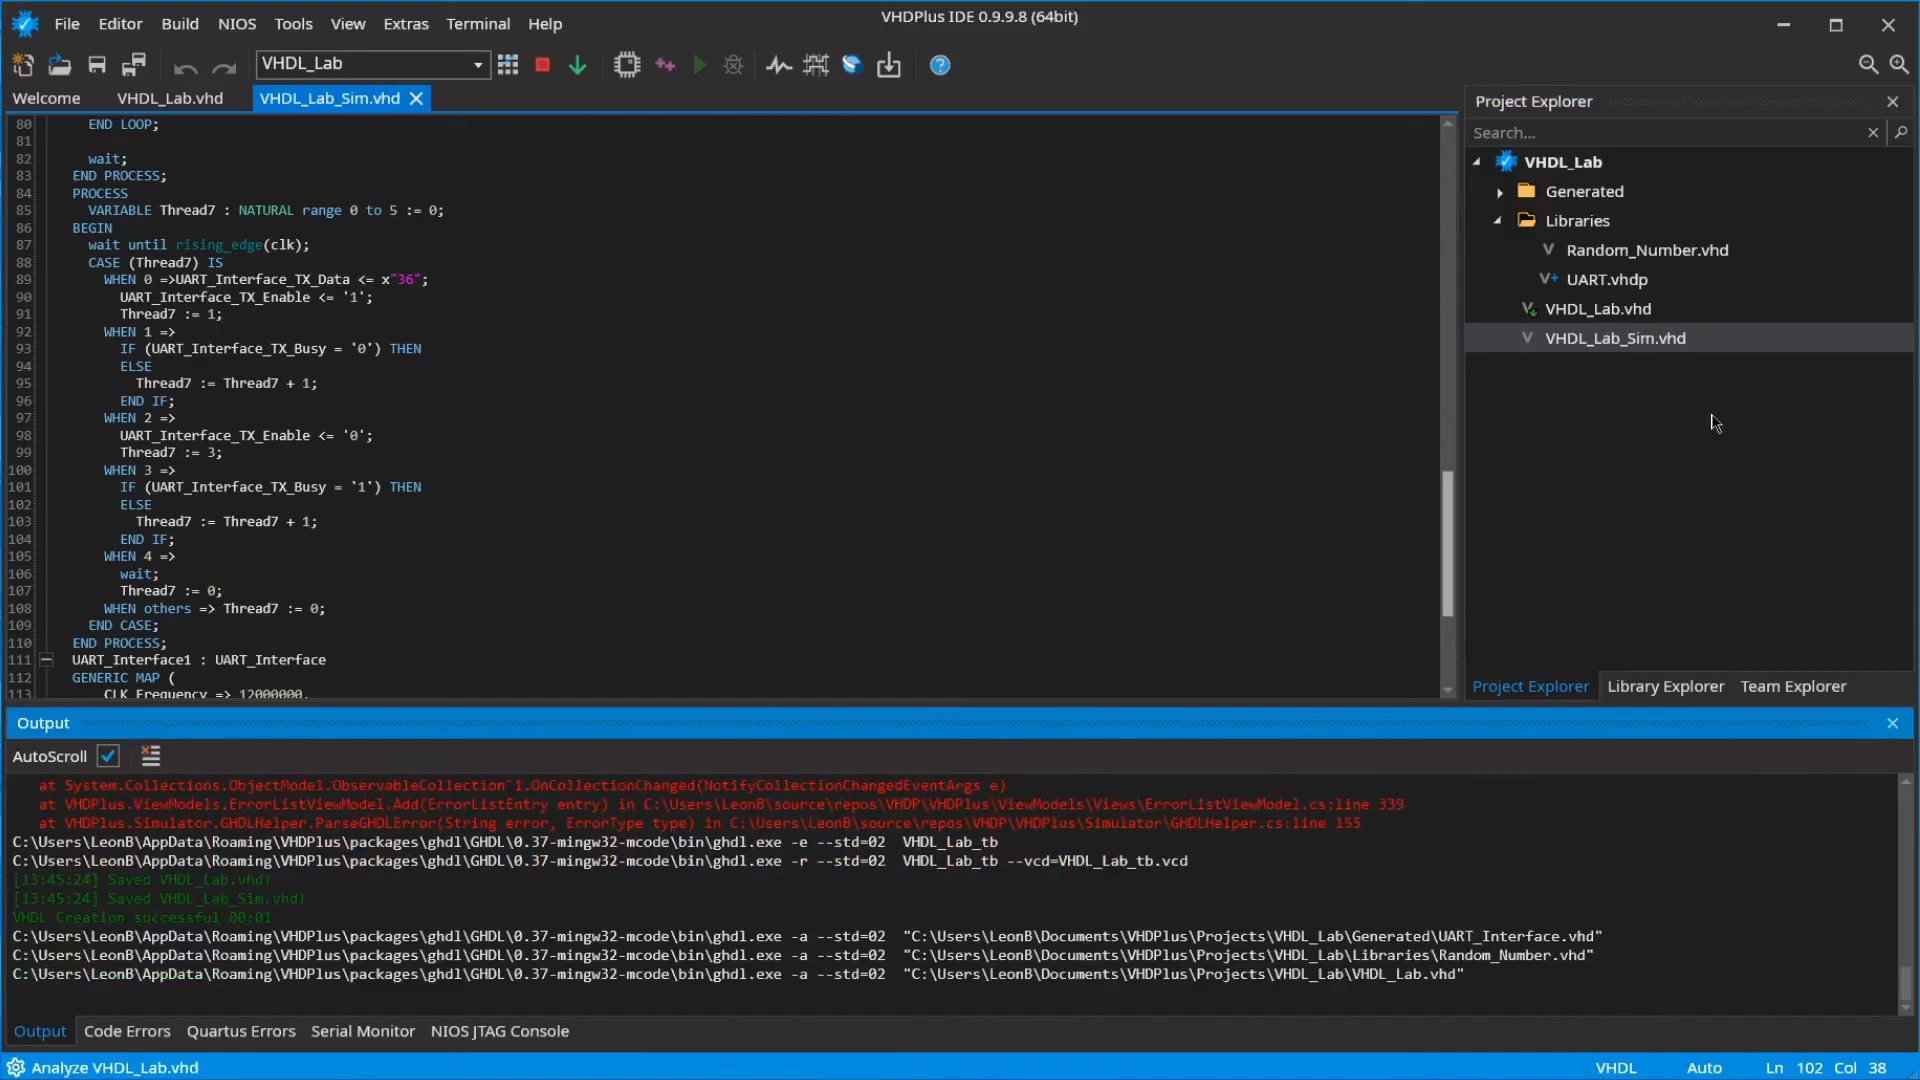 VHDPlus IDE 0.9.9.8 (64bit)
File Editor Build NIOS Tools View Extras Terminal Help
VHDL_Lab
Welcome VHDL_Lab.vhd VHDL_Lab_Sim.vhd
80 END LOOP;
81
82 wait;
83 END PROCESS;
84 PROCESS
85 VARIABLE Thread7 : NATURAL range 0 to 5 := 0;
86 BEGIN
87 wait until rising_edge(clk);
88 CASE (Thread7) IS
89 WHEN 0 =>UART_Interface_TX_Data <= x"36";
90 UART_Interface_TX_Enable <= '1';
91 Thread7 := 1;
92 WHEN 1 =>
93 IF (UART_Interface_TX_Busy = '0') THEN
94 ELSE
95 Thread7 := Thread7 + 1;
96 END IF;
97 WHEN 2 =>
98 UART_Interface_TX_Enable <= '0';
99 Thread7 := 3;
100 WHEN 3 =>
101 IF (UART_Interface_TX_Busy = '1') THEN
102 ELSE
103 Thread7 := Thread7 + 1;
104 END IF;
105 WHEN 4 =>
106 wait;
107 Thread7 := 0;
108 WHEN others => Thread7 := 0;
109 END CASE;
110 END PROCESS;
111 UART_Interface1 : UART_Interface
112 GENERIC MAP (
113 CLK_Frequency => 12000000,
Project Explorer
Search...
VHDL_Lab
Generated
Libraries
Random_Number.vhd
UART.vhdp
VHDL_Lab.vhd
VHDL_Lab_Sim.vhd
Project Explorer Library Explorer Team Explorer
Output
AutoScroll
at System.Collections.ObjectModel.ObservableCollection`1.OnCollectionChanged(NotifyCollectionChangedEventArgs e)
at VHDPlus.ViewModels.ErrorListViewModel.Add(ErrorListEntry entry) in C:\Users\LeonB\source\repos\VHDP\VHDPlus\ViewModels\Views\ErrorListViewModel.cs:line 339
at VHDPlus.Simulator.GHDLHelper.ParseGHDLError(String error, ErrorType type) in C:\Users\LeonB\source\repos\VHDP\VHDPlus\Simulator\GHDLHelper.cs:line 155
C:\Users\LeonB\AppData\Roaming\VHDPlus\packages\ghdl\GHDL\0.37-mingw32-mcode\bin\ghdl.exe -e --std=02 VHDL_Lab_tb
C:\Users\LeonB\AppData\Roaming\VHDPlus\packages\ghdl\GHDL\0.37-mingw32-mcode\bin\ghdl.exe -r --std=02 VHDL_Lab_tb --vcd=VHDL_Lab_tb.vcd
[13:45:24] Saved VHDL_Lab.vhd!
[13:45:24] Saved VHDL_Lab_Sim.vhd!
VHDL Creation successful 00:01
C:\Users\LeonB\AppData\Roaming\VHDPlus\packages\ghdl\GHDL\0.37-mingw32-mcode\bin\ghdl.exe -a --std=02 "C:\Users\LeonB\Documents\VHDPlus\Projects\VHDL_Lab\Generated\UART_Interface.vhd"
C:\Users\LeonB\AppData\Roaming\VHDPlus\packages\ghdl\GHDL\0.37-mingw32-mcode\bin\ghdl.exe -a --std=02 "C:\Users\LeonB\Documents\VHDPlus\Projects\VHDL_Lab\Libraries\Random_Number.vhd"
C:\Users\LeonB\AppData\Roaming\VHDPlus\packages\ghdl\GHDL\0.37-mingw32-mcode\bin\ghdl.exe -a --std=02 "C:\Users\LeonB\Documents\VHDPlus\Projects\VHDL_Lab\VHDL_Lab.vhd"
Output Code Errors Quartus Errors Serial Monitor NIOS JTAG Console
Analyze VHDL_Lab.vhd VHDL Auto Ln 102 Col 38